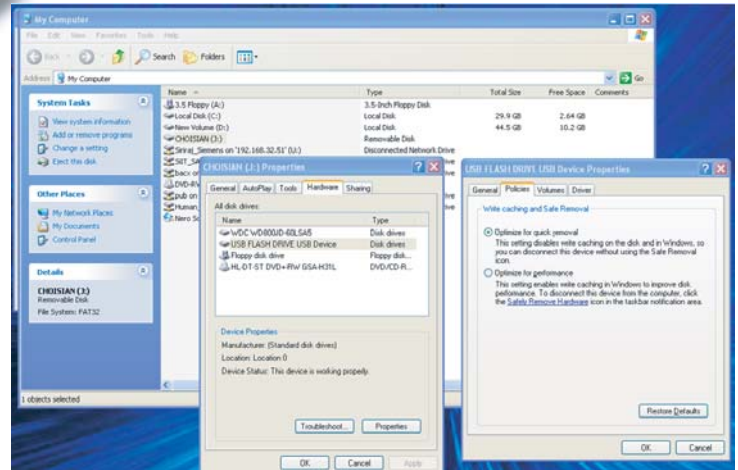 My Computer
File Edit View Favorites Tools Help
Back Search Folders
Address My Computer Go
System Tasks
View system information
Add or remove programs
Change a setting
Eject this disk
Other Places
My Network Places
My Documents
Control Panel
Details
CHOISIAN (J:)
Removable Disk
File System: FAT32
1 objects selected
Name Type Total Size Free Space Comments
3.5 Floppy (A:) 3.5-Inch Floppy Disk
Local Disk (C:) Local Disk 29.9 GB 2.64 GB
New Volume (D:) Local Disk 44.5 GB 10.2 GB
CHOISIAN (J:) Removable Disk
Siriraj_Siemens on '192.168.32.51' (U:) Disconnected Network Drive
CHOISIAN (J:) Properties
General AutoPlay Tools Hardware Sharing
All disk drives:
Name Type
WDC WD800JD-60LSA5 Disk drives
USB FLASH DRIVE USB Device Disk drives
Floppy disk drive Floppy disk...
HL-DT-ST DVD+-RW GSA-H31L DVD/CD-R...
Device Properties
Manufacturer: (Standard disk drives)
Location: Location 0
Device Status: This device is working properly.
Troubleshoot... Properties
OK Cancel Apply
USB FLASH DRIVE USB Device Properties
General Policies Volumes Driver
Write caching and Safe Removal
Optimize for quick removal
This setting disables write caching on the disk and in Windows, so
you can disconnect this device without using the Safe Removal
icon.
Optimize for performance
This setting enables write caching in Windows to improve disk
performance. To disconnect this device from the computer, click
the Safely Remove Hardware icon in the taskbar notification area.
Restore Defaults
OK Cancel